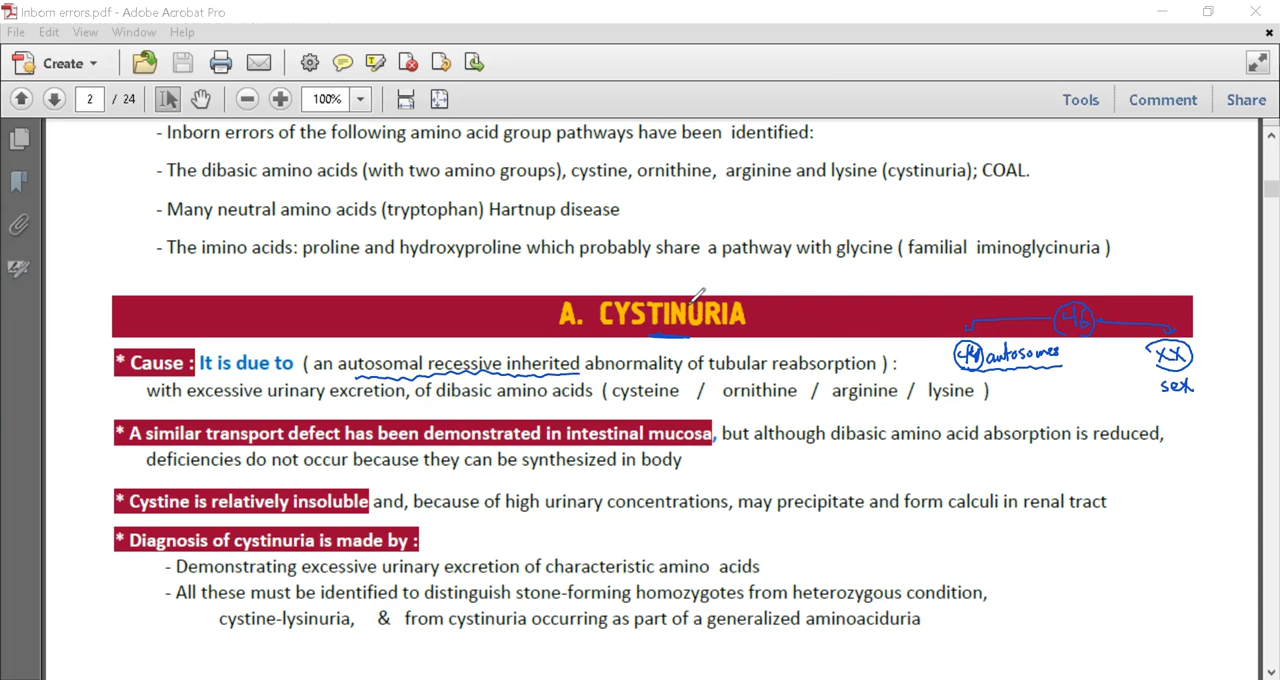 Inborn errors.pdf - Adobe Acrobat Pro
File Edit View Window Help
Create
2 / 24 100% Tools Comment Share
- Inborn errors of the following amino acid group pathways have been identified:
- The dibasic amino acids (with two amino groups), cystine, ornithine, arginine and lysine (cystinuria); COAL.
- Many neutral amino acids (tryptophan) Hartnup disease
- The imino acids: proline and hydroxyproline which probably share a pathway with glycine ( familial iminoglycinuria )
A. CYSTINURIA
46
* Cause : It is due to ( an autosomal recessive inherited abnormality of tubular reabsorption ) :
44 autosomes
xx
sex
with excessive urinary excretion, of dibasic amino acids ( cysteine / ornithine / arginine / lysine )
* A similar transport defect has been demonstrated in intestinal mucosa, but although dibasic amino acid absorption is reduced,
deficiencies do not occur because they can be synthesized in body
* Cystine is relatively insoluble and, because of high urinary concentrations, may precipitate and form calculi in renal tract
* Diagnosis of cystinuria is made by :
- Demonstrating excessive urinary excretion of characteristic amino acids
- All these must be identified to distinguish stone-forming homozygotes from heterozygous condition,
cystine-lysinuria, & from cystinuria occurring as part of a generalized aminoaciduria